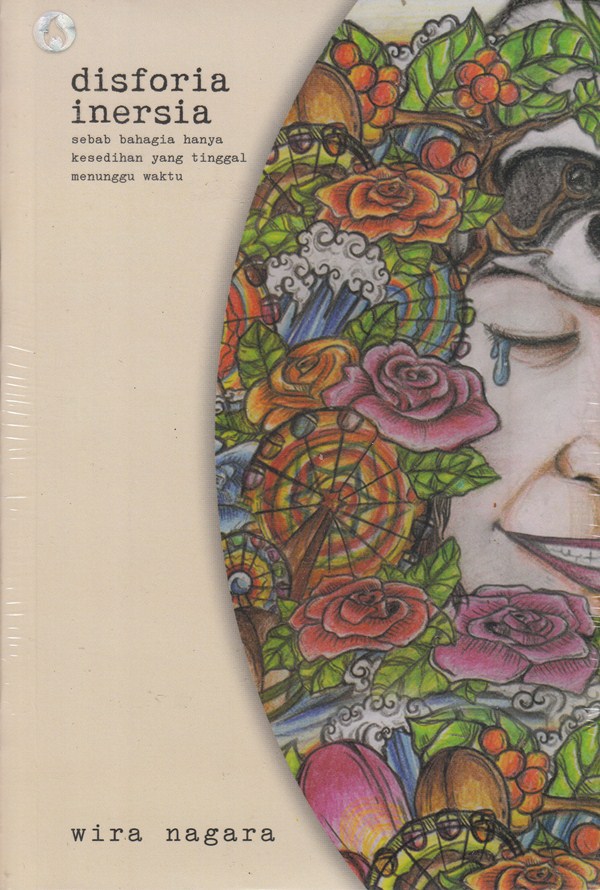 disforia
inersia
sebab bahagia hanya
kesedihan yang tinggal
menunggu waktu
wira nagara